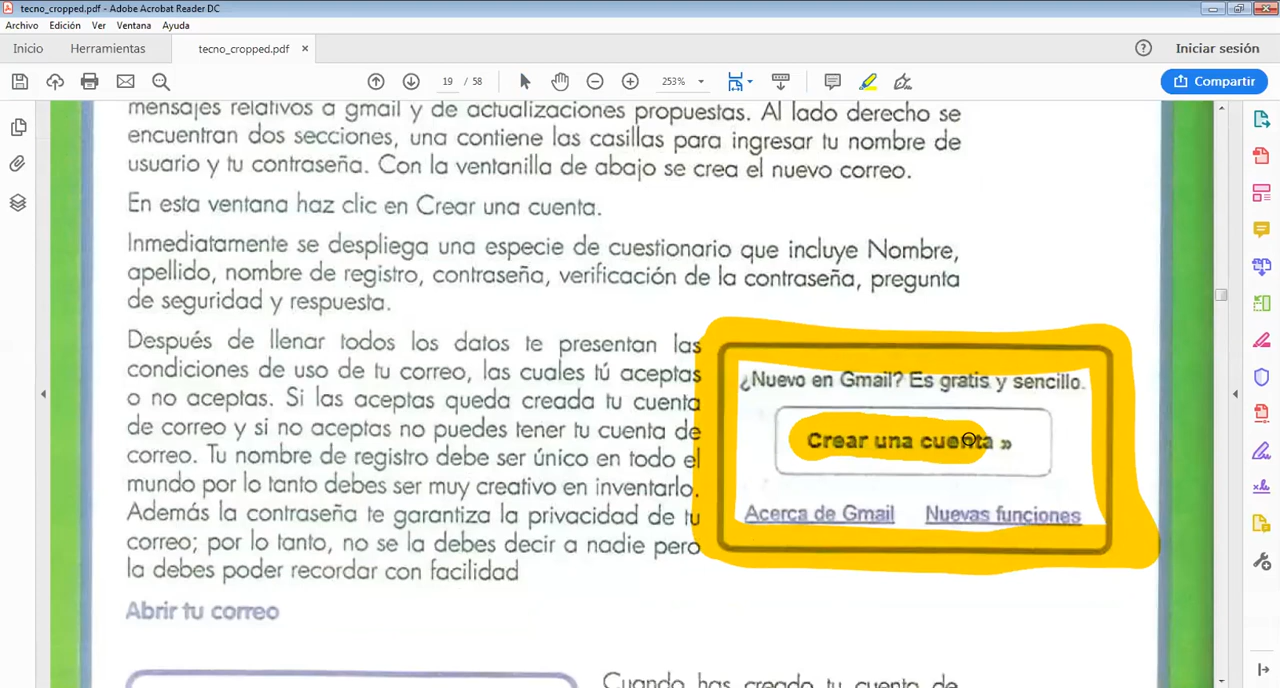 tecno_cropped.pdf - Adobe Acrobat Reader DC
Archivo Edición Ver Ventana Ayuda
Inicio Herramientas tecno_cropped.pdf × Iniciar sesión
19 / 58 253% Compartir
mensajes relativos a gmail y de actualizaciones propuestas. Al lado derecho se
encuentran dos secciones, una contiene las casillas para ingresar tu nombre de
usuario y tu contraseña. Con la ventanilla de abajo se crea el nuevo correo.
En esta ventana haz clic en Crear una cuenta.
Inmediatamente se despliega una especie de cuestionario que incluye Nombre,
apellido, nombre de registro, contraseña, verificación de la contraseña, pregunta
de seguridad y respuesta.
Después de llenar todos los datos te presentan las
condiciones de uso de tu correo, las cuales tú aceptas
o no aceptas. Si las aceptas queda creada tu cuenta
de correo y si no aceptas no puedes tener tu cuenta de
correo. Tu nombre de registro debe ser único en todo el
mundo por lo tanto debes ser muy creativo en inventarlo.
Además la contraseña te garantiza la privacidad de tu
correo; por lo tanto, no se la debes decir a nadie pero
la debes poder recordar con facilidad
¿Nuevo en Gmail? Es gratis y sencillo.
Crear una cuenta »
Acerca de Gmail Nuevas funciones
Abrir tu correo
Cuando has creado tu cuenta de